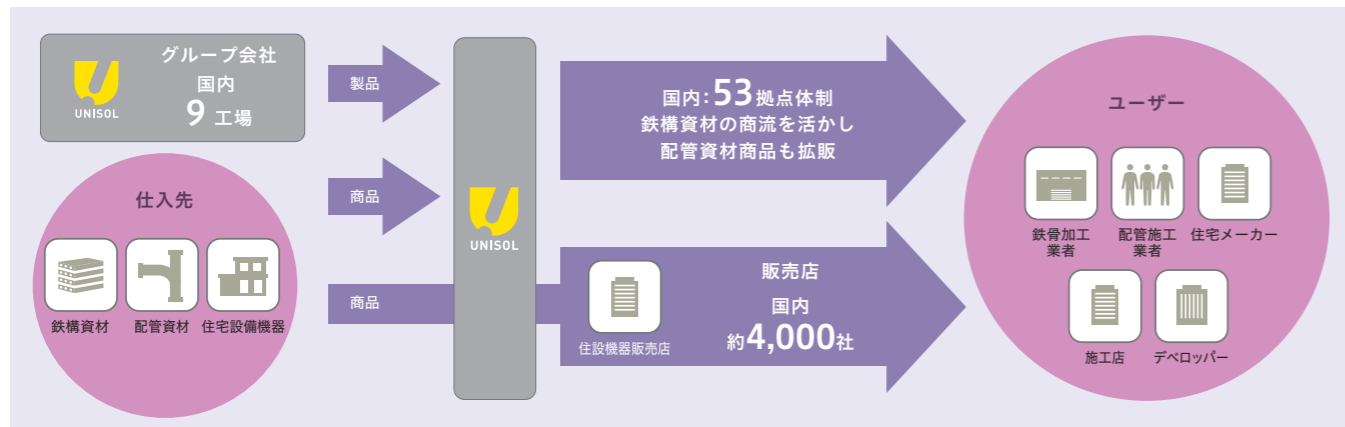 UNISOL
グループ会社
国内
9 工場
仕入先
鉄構資材
配管資材
住宅設備機器
製品
商品
商品
UNISOL
国内：53拠点体制
鉄構資材の商流を活かし
配管資材商品も拡販
住設機器販売店
販売店
国内
約4,000社
ユーザー
鉄骨加工
業者
配管施工
業者
住宅メーカー
施工店
デベロッパー